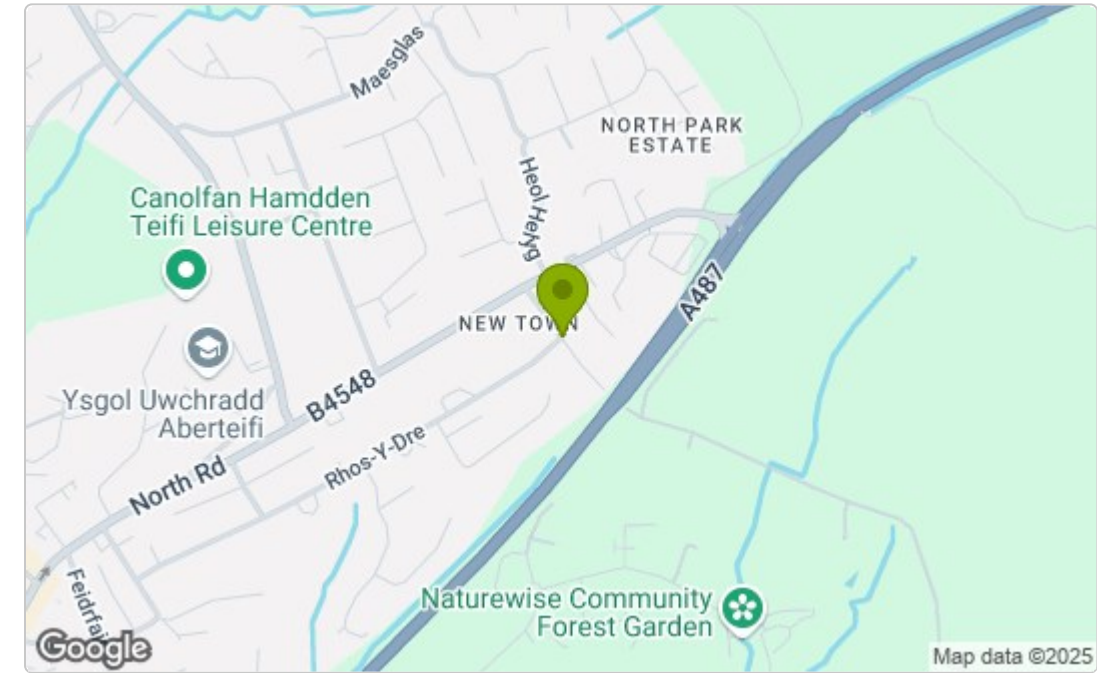 Maesglas
NORTH PARK
ESTATE
Canolfan Hamdden
Teifi Leisure Centre
Heol Helyg
NEW TOWN
A487
Ysgol Uwchradd
Aberteifi
B4548
Rhos-Y-Dre
North Rd
Naturewise Community
Forest Garden
Google
Map data ©2025